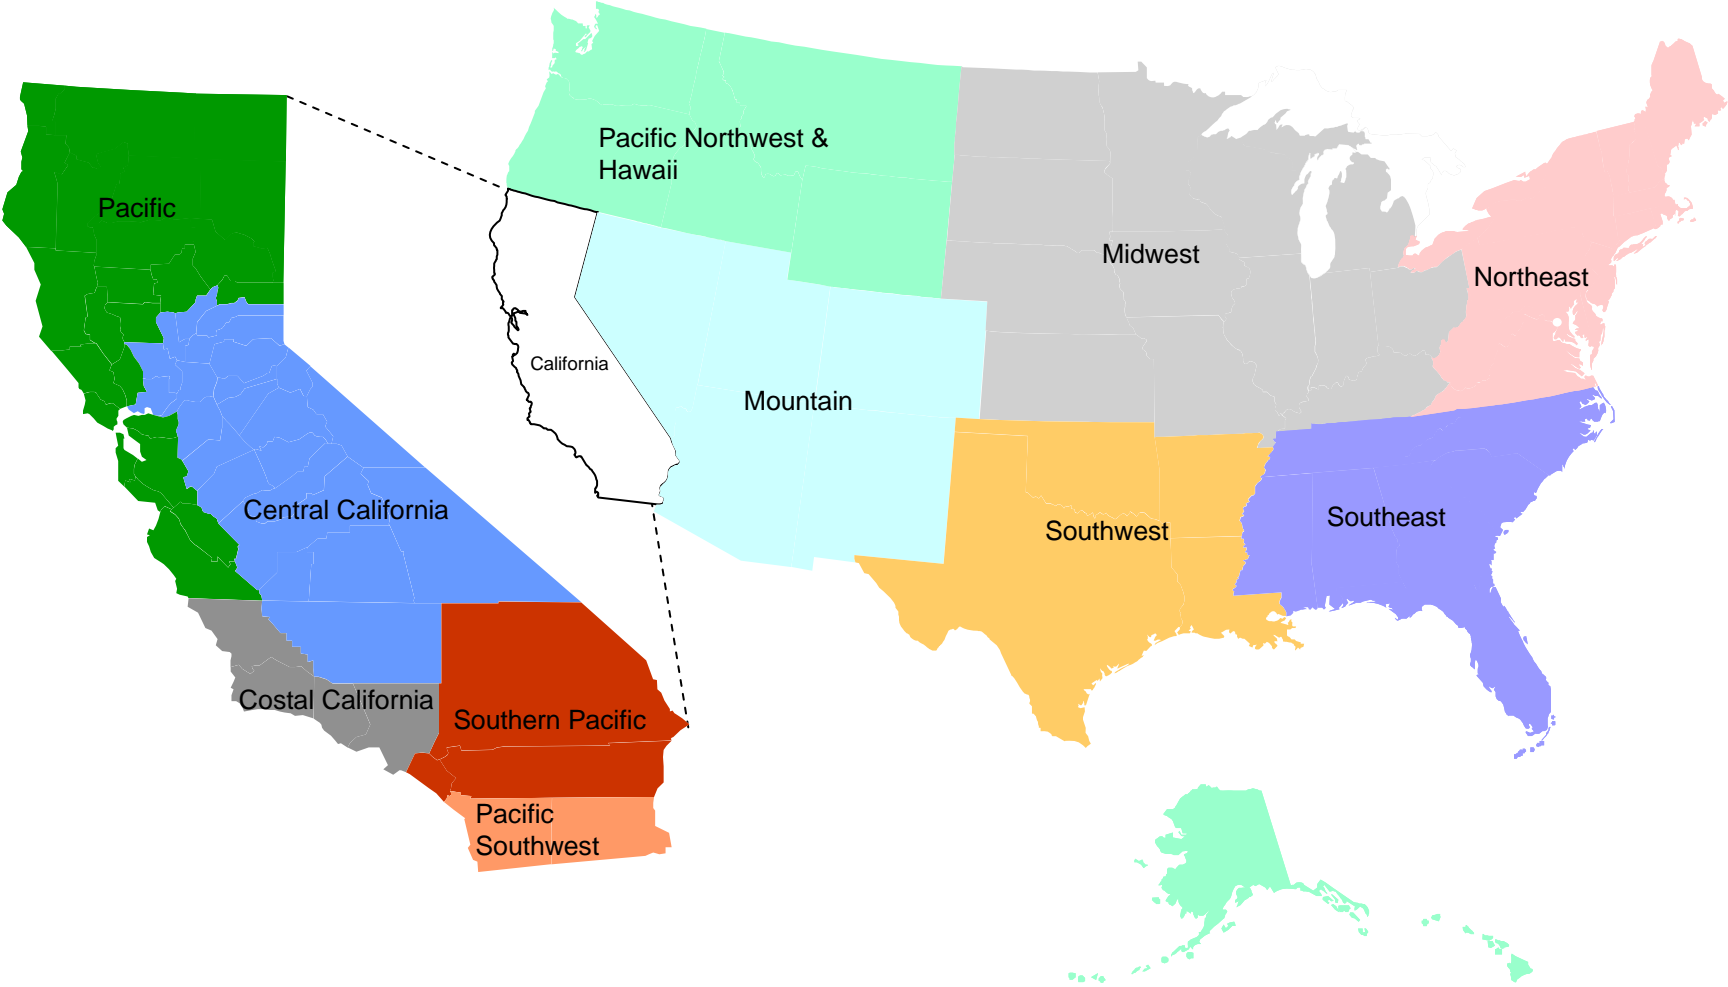 Pacific Northwest &
Hawaii
Pacific
Midwest
Northeast
California
Mountain
Central California
Southwest
Southeast
Costal California
Southern Pacific
Pacific
Southwest